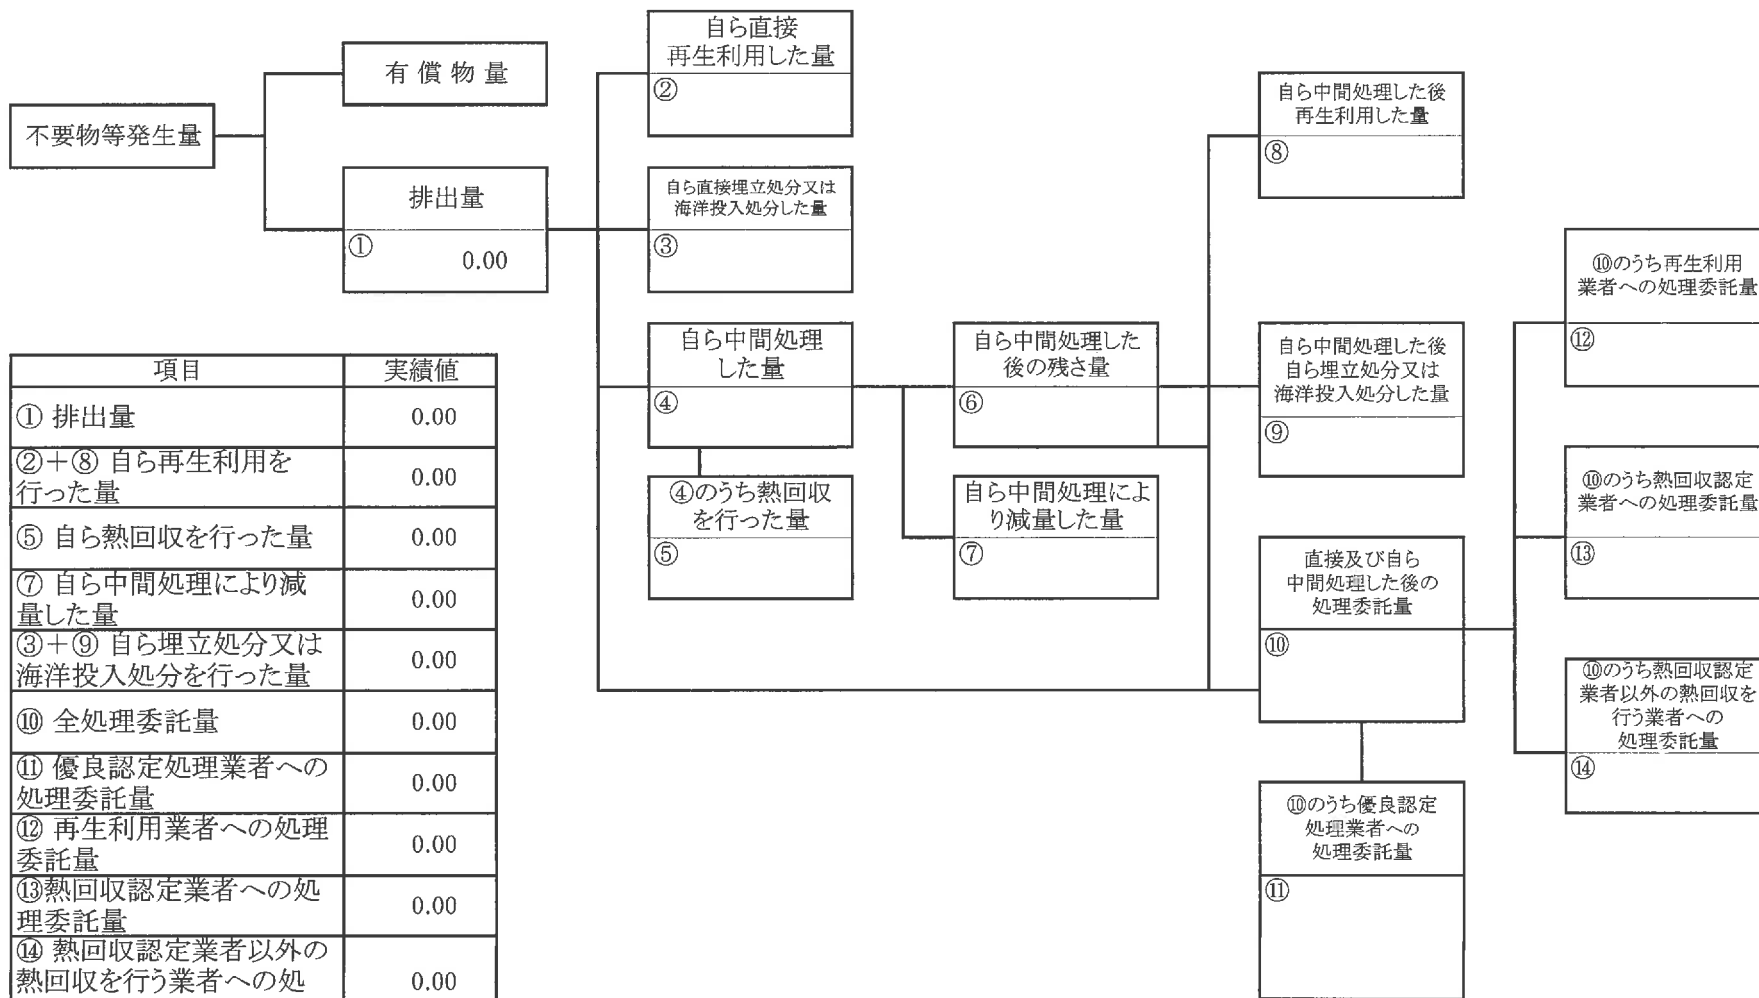 不要物等発生量
有 償 物 量
排出量
①
0.00
自ら直接
再生利用した量
②
自ら直接埋立処分又は
海洋投入処分した量
③
自ら中間処理
した量
④
④のうち熱回収
を行った量
⑤
自ら中間処理した
後の残さ量
⑥
自ら中間処理によ
り減量した量
⑦
自ら中間処理した後
再生利用した量
⑧
自ら中間処理した後
自ら埋立処分又は
海洋投入処分した量
⑨
直接及び自ら
中間処理した後の
処理委託量
⑩
⑩のうち優良認定
処理業者への
処理委託量
⑪
⑩のうち再生利用
業者への処理委託量
⑫
⑩のうち熱回収認定
業者への処理委託量
⑬
⑩のうち熱回収認定
業者以外の熱回収を
行う業者への
処理委託量
⑭
項目 実績値
① 排出量 0.00
②+⑧ 自ら再生利用を
行った量 0.00
⑤ 自ら熱回収を行った量 0.00
⑦ 自ら中間処理により減
量した量 0.00
③+⑨ 自ら埋立処分又は
海洋投入処分を行った量 0.00
⑩ 全処理委託量 0.00
⑪ 優良認定処理業者への
処理委託量 0.00
⑫ 再生利用業者への処理
委託量 0.00
⑬熱回収認定業者への処
理委託量 0.00
⑭ 熱回収認定業者以外の
熱回収を行う業者への処 0.00